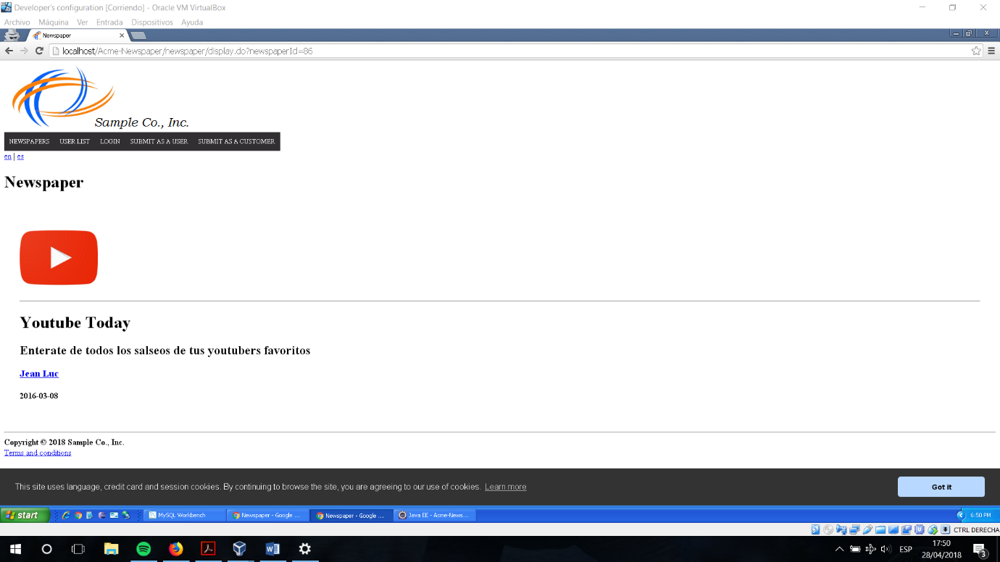 Developer's configuration [Corriendo] - Oracle VM VirtualBox
Archivo Máquina Ver Entrada Dispositivos Ayuda
Newspaper
localhost/Acme-Newspaper/newspaper/display.do?newspaperId=86
Sample Co., Inc.
NEWSPAPERS USER LIST LOGIN SUBMIT AS A USER SUBMIT AS A CUSTOMER
en | es
Newspaper
Youtube Today
Enterate de todos los salseos de tus youtubers favoritos
Jean Luc
2016-03-08
Copyright © 2018 Sample Co., Inc.
Terms and conditions
This site uses language, credit card and session cookies. By continuing to browse the site, you are agreeing to our use of cookies. Learn more Got it
start MySQL Workbench Newspaper - Google ... Newspaper - Google ... Java EE - Acme-News... 6:50 PM
CTRL DERECHA
ESP 17:50
28/04/2018 3